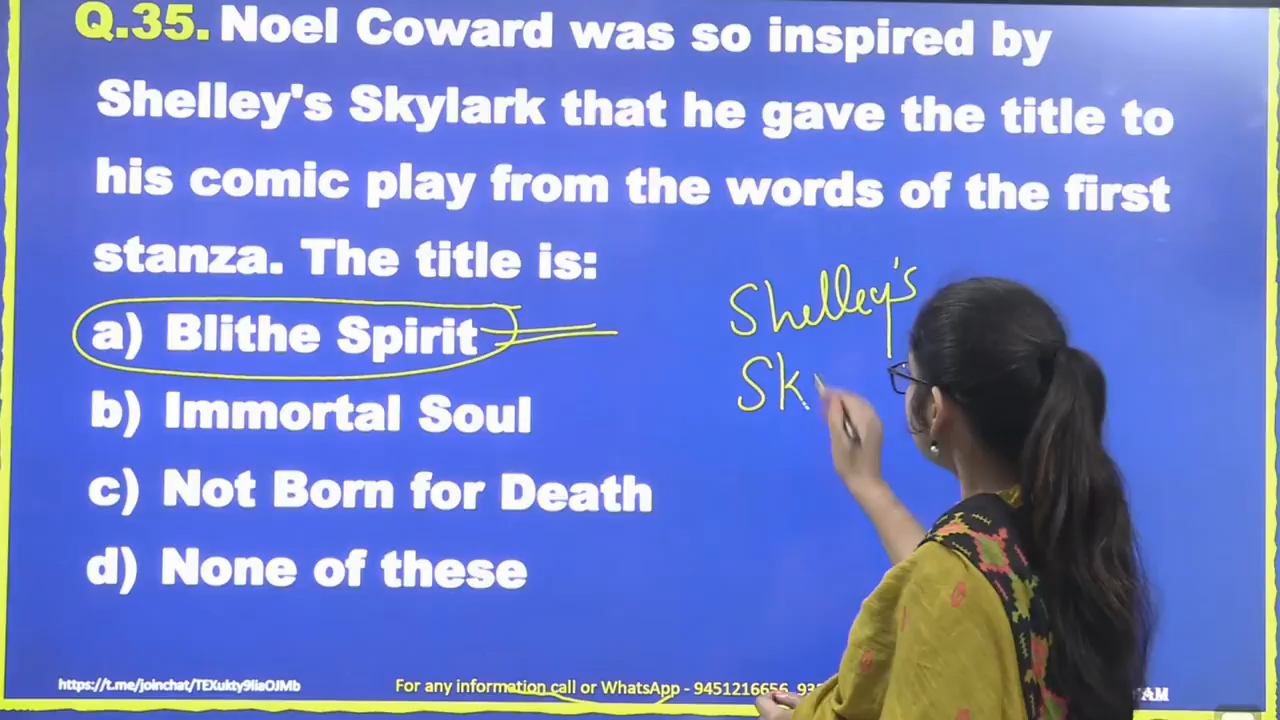 Q.35. Noel Coward was so inspired by
Shelley's Skylark that he gave the title to
his comic play from the words of the first
stanza. The title is:
a) Blithe Spirit
b) Immortal Soul
c) Not Born for Death
d) None of these
Shelley's
Sk
https://t.me/joinchat/TEXukty9liaOJMb
For any information call or WhatsApp - 9451216656,